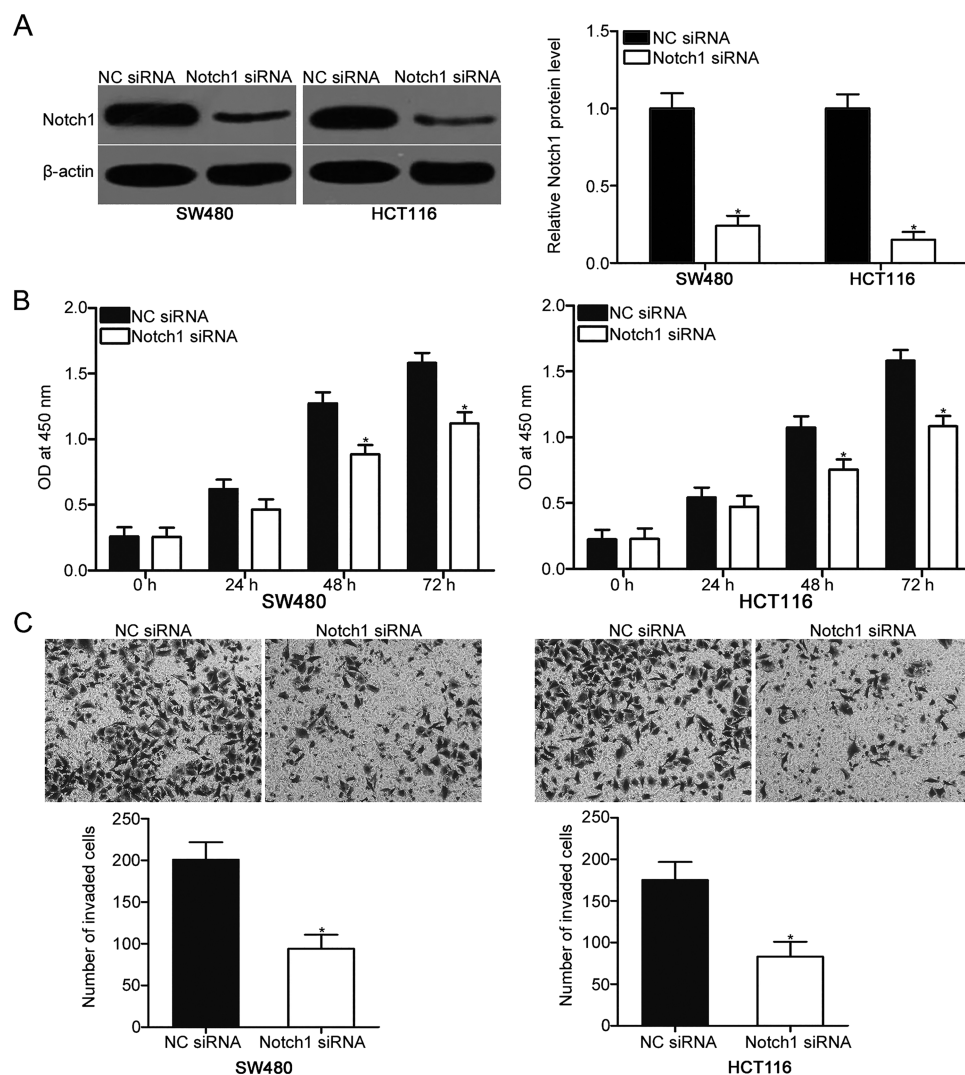 A
NC siRNA Notch1 siRNA NC siRNA Notch1 siRNA
Notch1
β-actin
SW480 HCT116
NC siRNA
Notch1 siRNA
Relative Notch1 protein level
1.5
1.0
0.5
0.0
* *
SW480 HCT116
B
NC siRNA
Notch1 siRNA
OD at 450 nm
2.0
1.5
1.0
0.5
0.0
* *
0 h 24 h 48 h 72 h
SW480
NC siRNA
Notch1 siRNA
OD at 450 nm
2.0
1.5
1.0
0.5
0.0
* *
0 h 24 h 48 h 72 h
HCT116
C
NC siRNA Notch1 siRNA NC siRNA Notch1 siRNA
Number of invaded cells
250
200
150
100
50
0
*
NC siRNA Notch1 siRNA
SW480
Number of invaded cells
250
200
150
100
50
0
*
NC siRNA Notch1 siRNA
HCT116